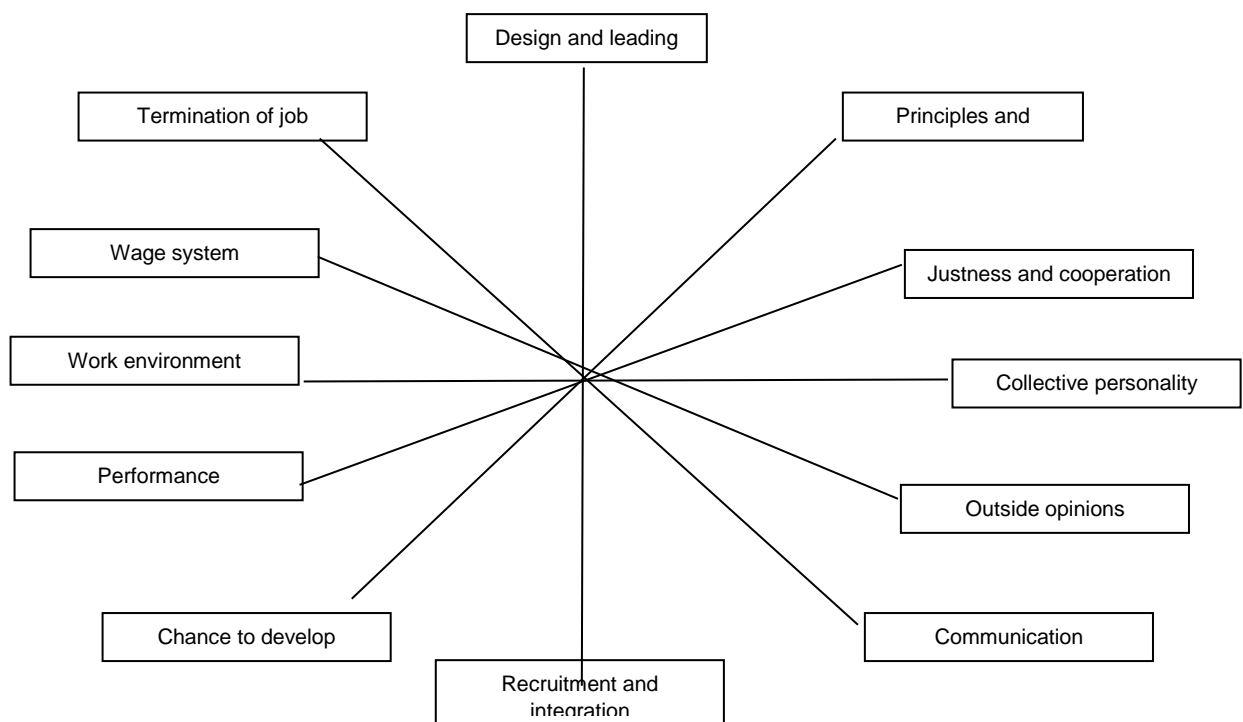 Design and leading
Termination of job
Principles and
Wage system
Justness and cooperation
Work environment
Collective personality
Performance
Outside opinions
Chance to develop
Communication
Recruitment and
integration